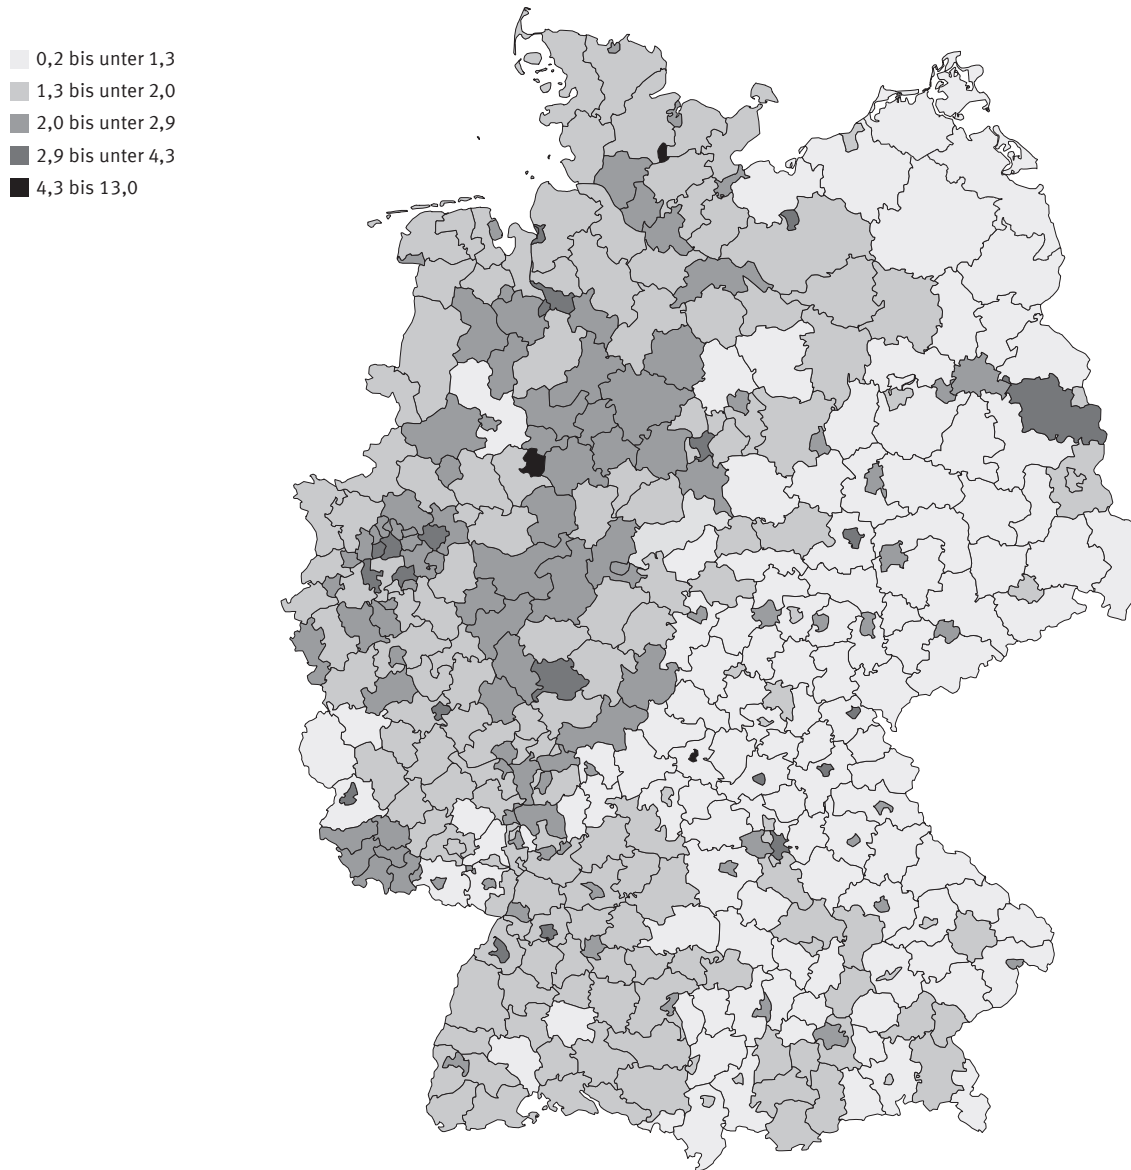 0,2 bis unter 1,3
1,3 bis unter 2,0
2,0 bis unter 2,9
2,9 bis unter 4,3
4,3 bis 13,0